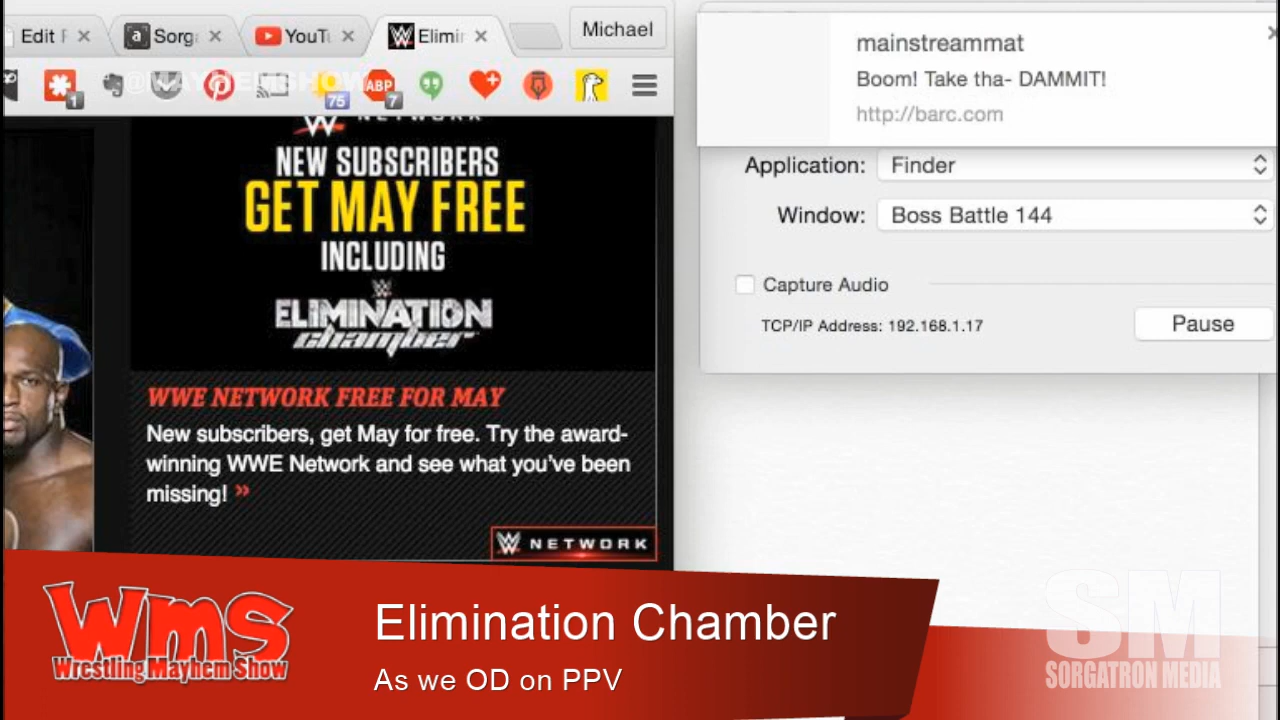 Edit
Sorg
YouTu
Elimin
Michael
@MAYHEMSHOW
1
75
ABP
7
mainstreammat
Boom! Take tha- DAMMIT!
http://barc.com
Application: Finder
Window: Boss Battle 144
Capture Audio
TCP/IP Address: 192.168.1.17
Pause
W NETWORK
NEW SUBSCRIBERS
GET MAY FREE
INCLUDING
W
ELIMINATION
chamber
WWE NETWORK FREE FOR MAY
New subscribers, get May for free. Try the award-
winning WWE Network and see what you've been
missing! »
W NETWORK
WMS
Wrestling Mayhem Show
Elimination Chamber
As we OD on PPV
SM
SORGATRON MEDIA